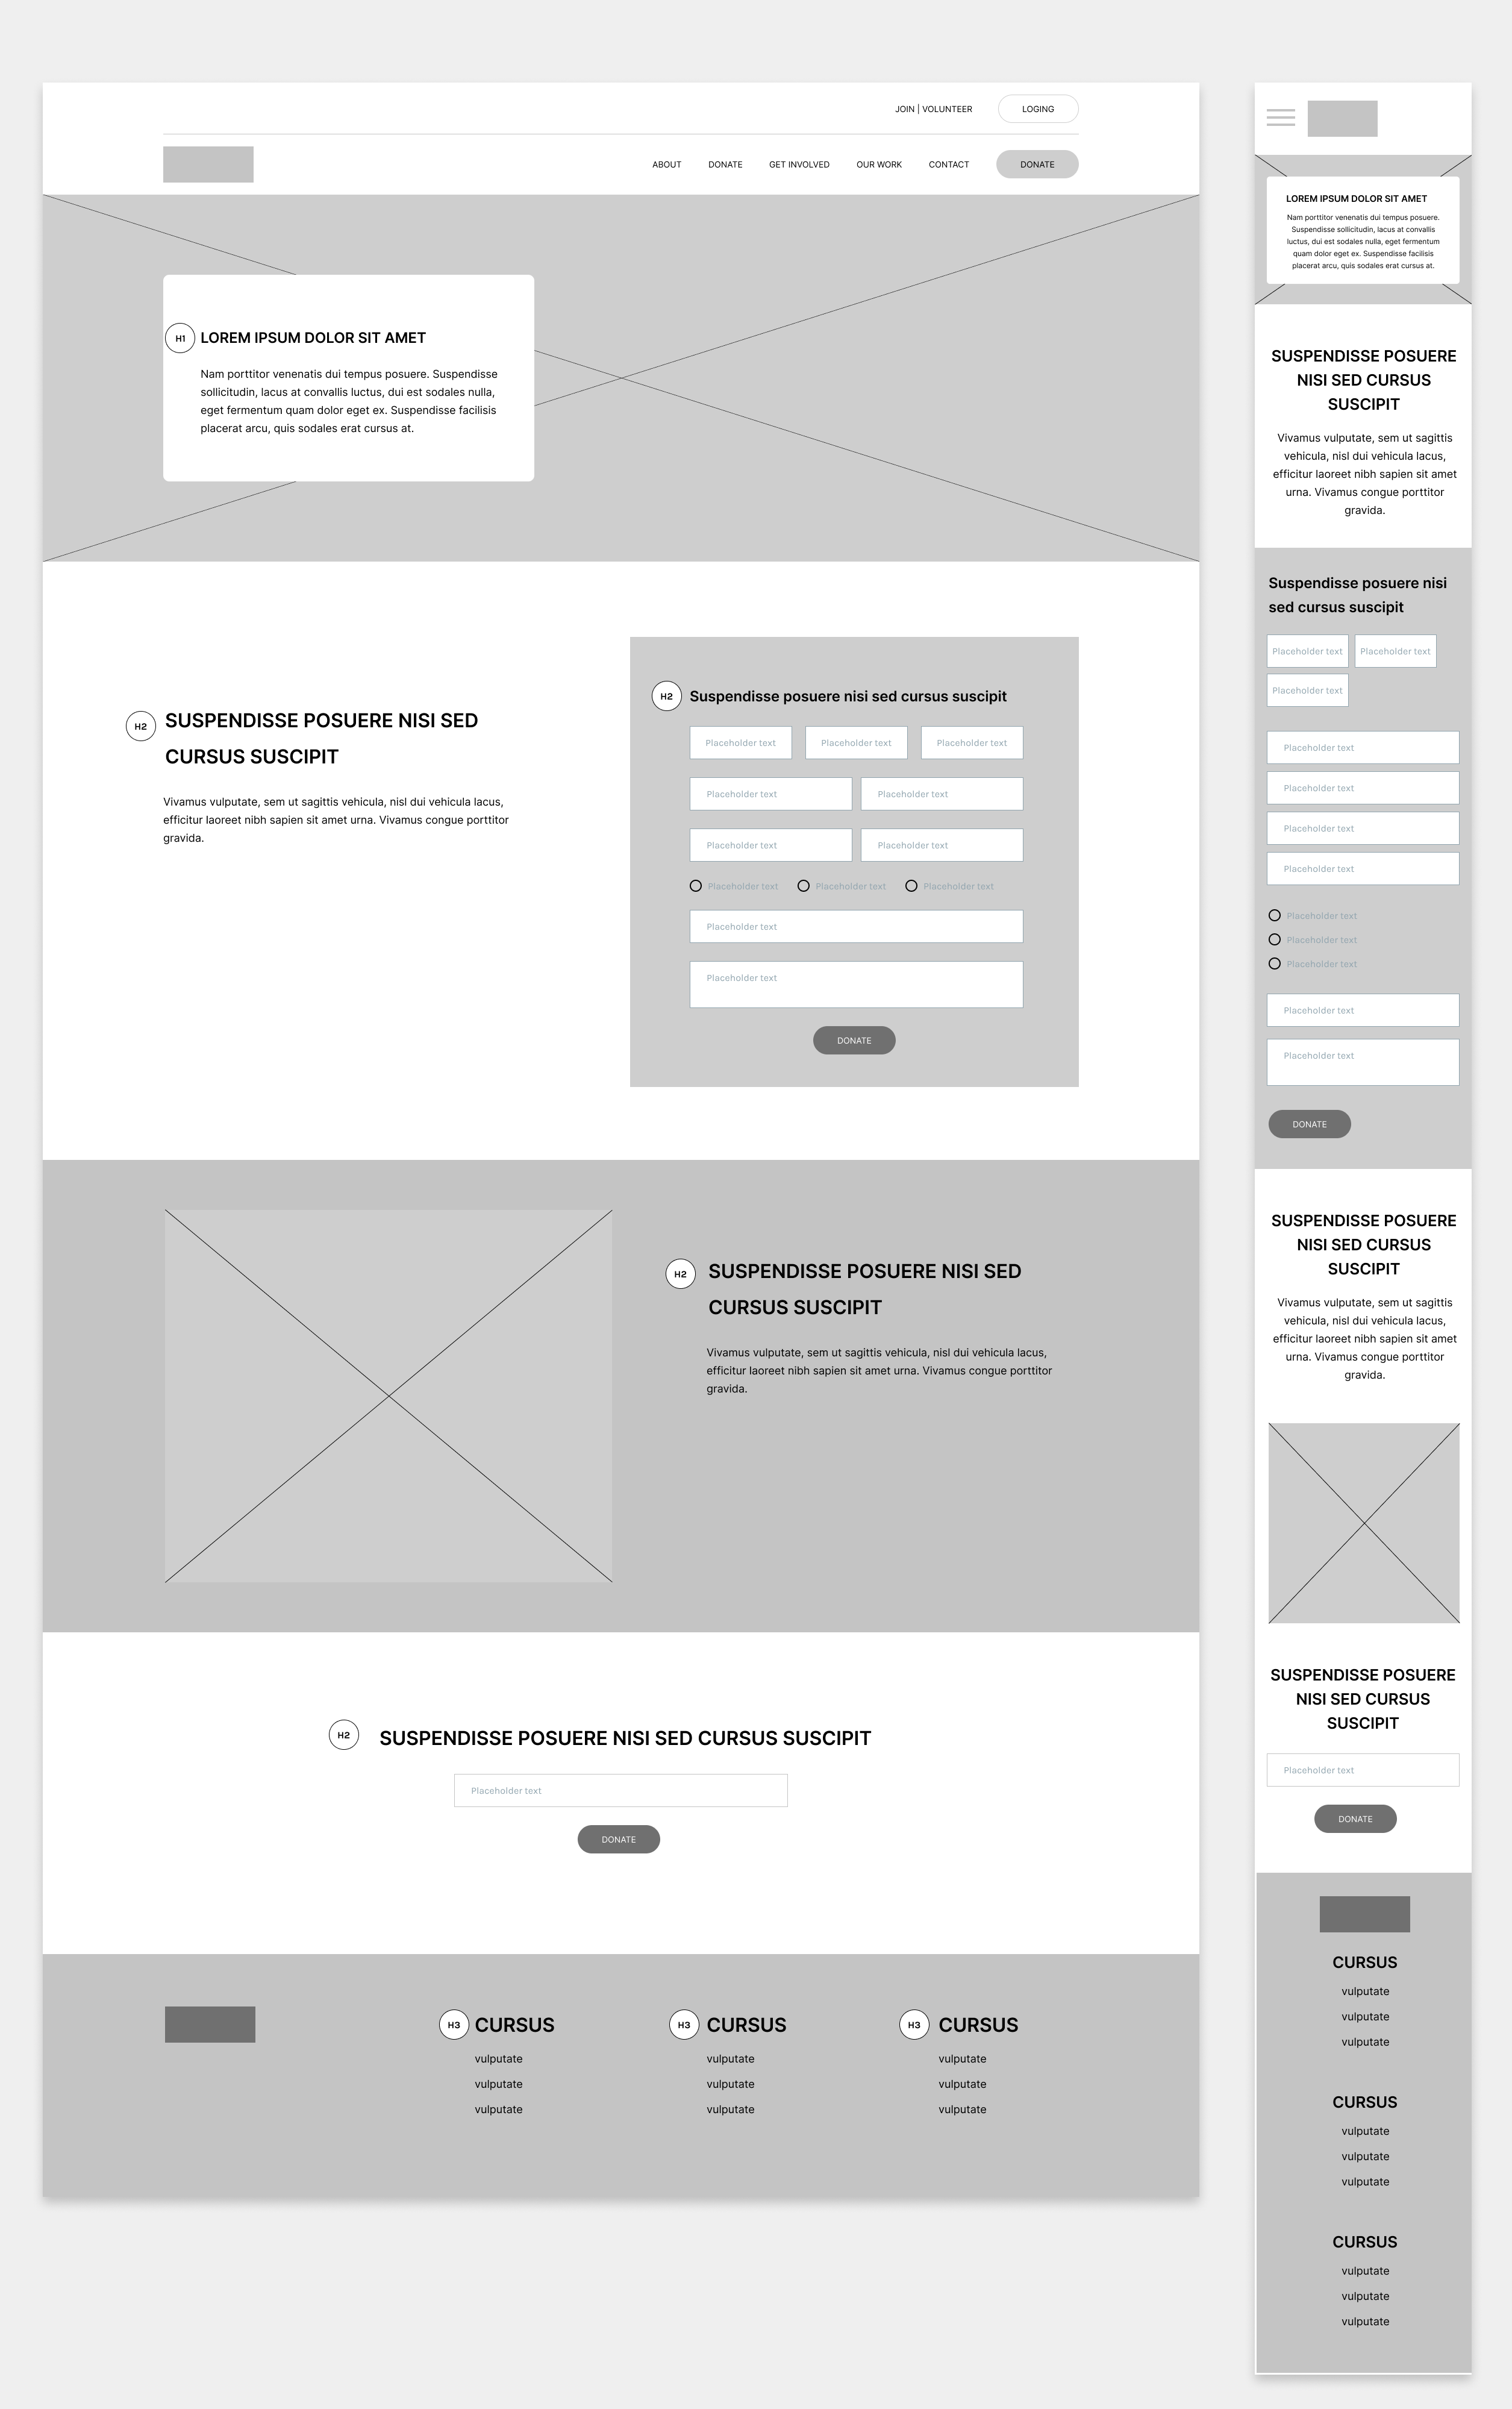 JOIN | VOLUNTEER
LOGING
ABOUT
DONATE
GET INVOLVED
OUR WORK
CONTACT
DONATE
H1
LOREM IPSUM DOLOR SIT AMET
Nam porttitor venenatis dui tempus posuere. Suspendisse
sollicitudin, lacus at convallis luctus, dui est sodales nulla,
eget fermentum quam dolor eget ex. Suspendisse facilisis
placerat arcu, quis sodales erat cursus at.
H2
SUSPENDISSE POSUERE NISI SED
CURSUS SUSCIPIT
Vivamus vulputate, sem ut sagittis vehicula, nisl dui vehicula lacus,
efficitur laoreet nibh sapien sit amet urna. Vivamus congue porttitor
gravida.
H2
Suspendisse posuere nisi sed cursus suscipit
Placeholder text
Placeholder text
Placeholder text
Placeholder text
Placeholder text
Placeholder text
Placeholder text
Placeholder text
Placeholder text
Placeholder text
Placeholder text
Placeholder text
DONATE
H2
SUSPENDISSE POSUERE NISI SED
CURSUS SUSCIPIT
Vivamus vulputate, sem ut sagittis vehicula, nisl dui vehicula lacus,
efficitur laoreet nibh sapien sit amet urna. Vivamus congue porttitor
gravida.
H2
SUSPENDISSE POSUERE NISI SED CURSUS SUSCIPIT
Placeholder text
DONATE
H3
CURSUS
vulputate
vulputate
vulputate
H3
CURSUS
vulputate
vulputate
vulputate
H3
CURSUS
vulputate
vulputate
vulputate
LOREM IPSUM DOLOR SIT AMET
Nam porttitor venenatis dui tempus posuere.
Suspendisse sollicitudin, lacus at convallis
luctus, dui est sodales nulla, eget fermentum
quam dolor eget ex. Suspendisse facilisis
placerat arcu, quis sodales erat cursus at.
SUSPENDISSE POSUERE
NISI SED CURSUS
SUSCIPIT
Vivamus vulputate, sem ut sagittis
vehicula, nisl dui vehicula lacus,
efficitur laoreet nibh sapien sit amet
urna. Vivamus congue porttitor
gravida.
Suspendisse posuere nisi
sed cursus suscipit
Placeholder text
Placeholder text
Placeholder text
Placeholder text
Placeholder text
Placeholder text
Placeholder text
Placeholder text
Placeholder text
Placeholder text
Placeholder text
Placeholder text
DONATE
SUSPENDISSE POSUERE
NISI SED CURSUS
SUSCIPIT
Vivamus vulputate, sem ut sagittis
vehicula, nisl dui vehicula lacus,
efficitur laoreet nibh sapien sit amet
urna. Vivamus congue porttitor
gravida.
SUSPENDISSE POSUERE
NISI SED CURSUS
SUSCIPIT
Placeholder text
DONATE
CURSUS
vulputate
vulputate
vulputate
CURSUS
vulputate
vulputate
vulputate
CURSUS
vulputate
vulputate
vulputate